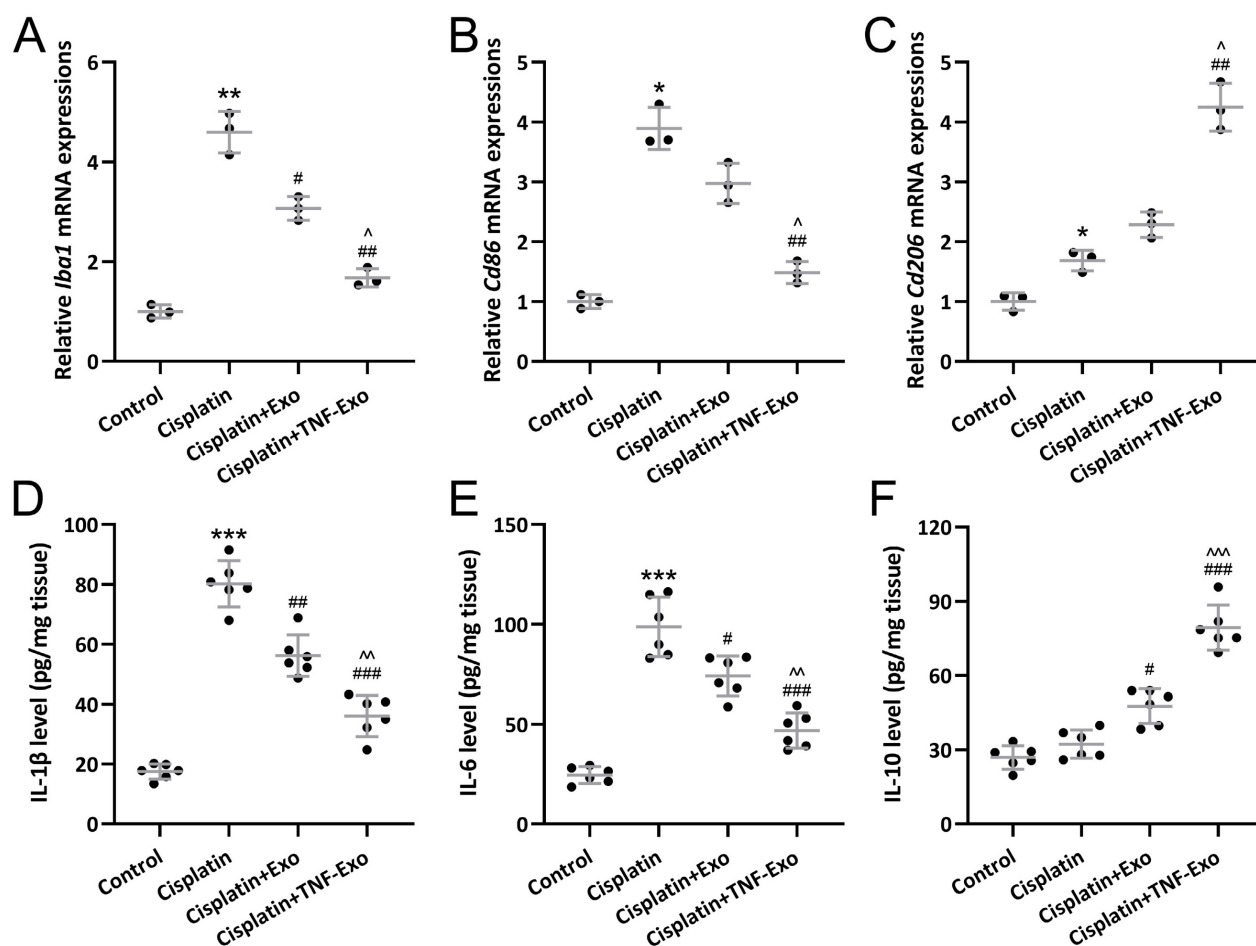 A
Relative Iba1 mRNA expressions
6
4
2
0
**
#
^
##
Control
Cisplatin
Cisplatin+Exo
Cisplatin+TNF-Exo
B
Relative Cd86 mRNA expressions
5
4
3
2
1
0
*
^
##
Control
Cisplatin
Cisplatin+Exo
Cisplatin+TNF-Exo
C
Relative Cd206 mRNA expressions
5
4
3
2
1
0
*
^
##
Control
Cisplatin
Cisplatin+Exo
Cisplatin+TNF-Exo
D
IL-1β level (pg/mg tissue)
100
80
60
40
20
0
***
##
^^
###
Control
Cisplatin
Cisplatin+Exo
Cisplatin+TNF-Exo
E
IL-6 level (pg/mg tissue)
150
100
50
0
***
#
^^
###
Control
Cisplatin
Cisplatin+Exo
Cisplatin+TNF-Exo
F
IL-10 level (pg/mg tissue)
120
90
60
30
0
#
^^^
###
Control
Cisplatin
Cisplatin+Exo
Cisplatin+TNF-Exo